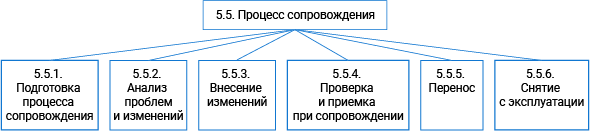 5.5. Процесс сопровождения
5.5.1.
Подготовка
процесса
сопровождения
5.5.2.
Анализ
проблем
и изменений
5.5.3.
Внесение
изменений
5.5.4.
Проверка
и приемка
при сопровождении
5.5.5.
Перенос
5.5.6.
Снятие
с эксплуатации